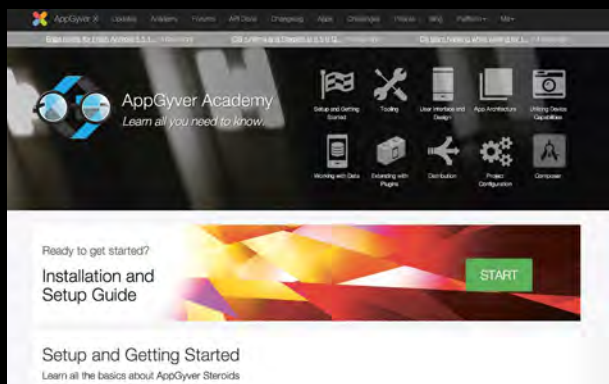 AppGyver Updates Academy Forums API Docs Changelog Apps Challenges Blog Platform
AppGyver Academy
Learn all you need to know.
Setup and Getting Started
Tooling
User Interface and Design
App Architecture
Utilizing Device Capabilities
Working with Data
Extending with Plugins
Distribution
Project Configuration
Composer
Ready to get started?
Installation and
Setup Guide
START
Setup and Getting Started
Learn all the basics about AppGyver Steroids